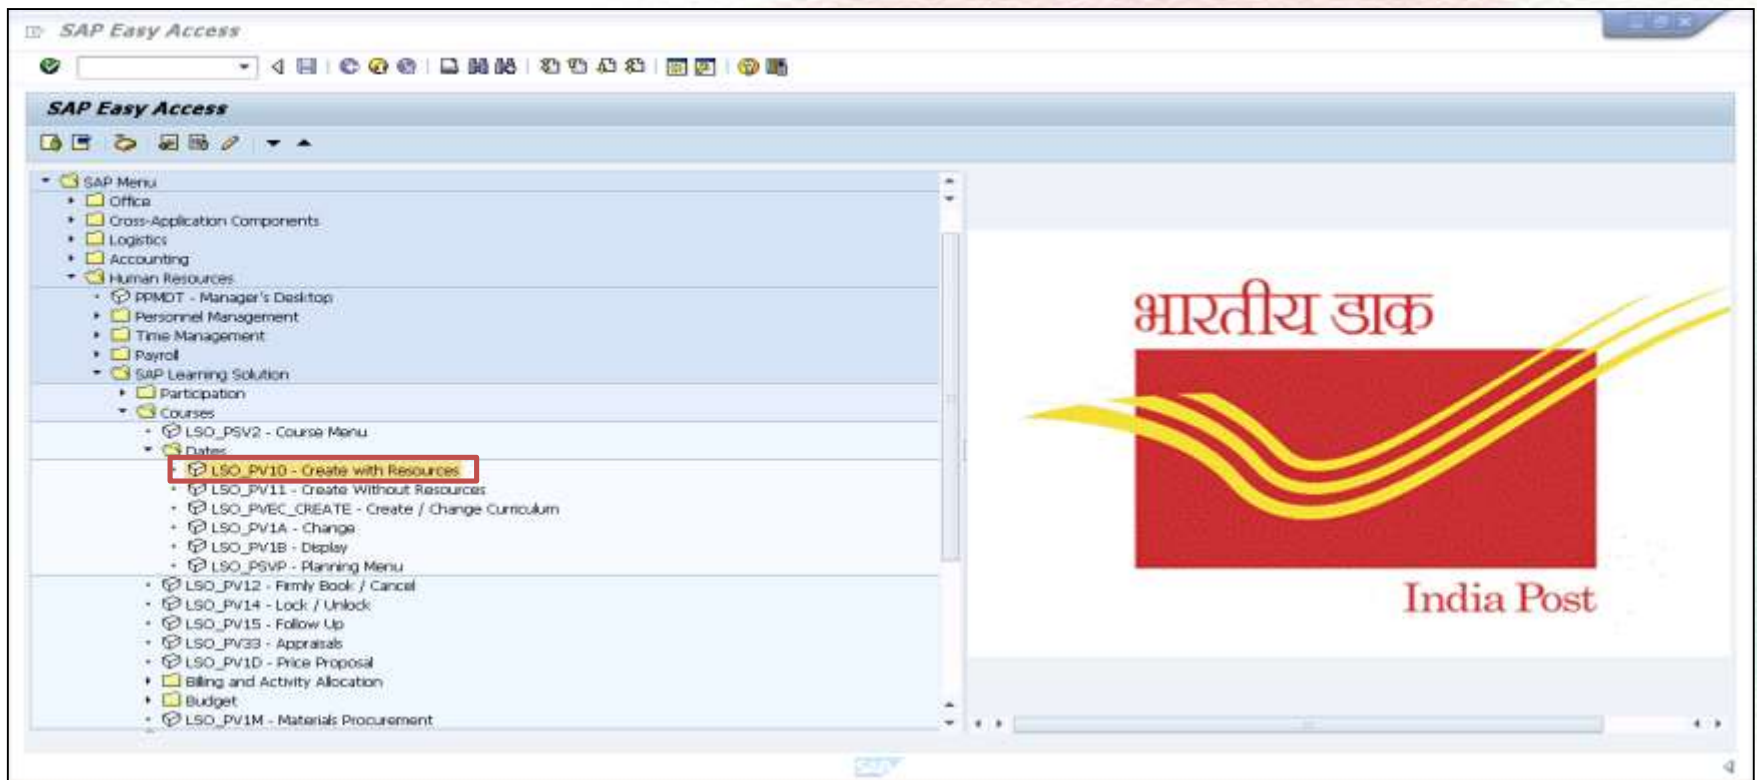 SAP Easy Access
SAP Easy Access
SAP Menu
Office
Cross-Application Components
Logistics
Accounting
Human Resources
PPMDT - Manager's Desktop
Personnel Management
Time Management
Payroll
SAP Learning Solution
Participation
Courses
LSO_PSV2 - Course Menu
Dates
LSO_PV10 - Create with Resources
LSO_PV11 - Create Without Resources
LSO_PVEC_CREATE - Create / Change Curriculum
LSO_PV1A - Change
LSO_PV1B - Display
LSO_PSVP - Planning Menu
LSO_PV12 - Firmly Book / Cancel
LSO_PV14 - Lock / Unlock
LSO_PV15 - Follow Up
LSO_PV33 - Appraisals
LSO_PV1D - Price Proposal
Billing and Activity Allocation
Budget
LSO_PV1M - Materials Procurement
भारतीय डाक
India Post
SAP